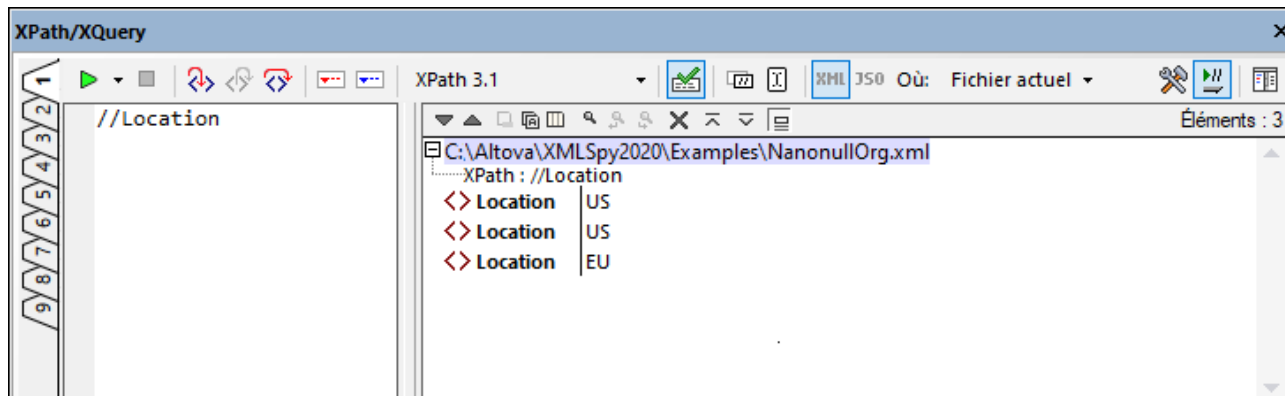 XPath/XQuery
XPath 3.1 XML JSO Où: Fichier actuel
1
2
3
4
5
6
7
8
9
//Location
Éléments : 3
C:\Altova\XMLSpy2020\Examples\NanonullOrg.xml
XPath : //Location
<> Location US
<> Location US
<> Location EU